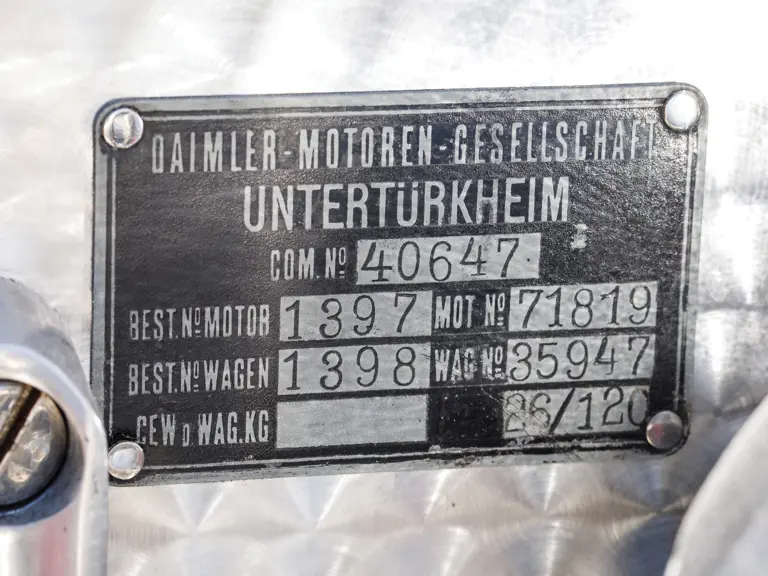 DAIMLER-MOTOREN-GESELLSCHAFT
UNTERTÜRKHEIM
COM. Nº 40647
BEST. Nº MOTOR 1397 MOT Nº 71819
BEST. Nº WAGEN 1398 WAG Nº 35947
GEW D WAG. KG 26/120